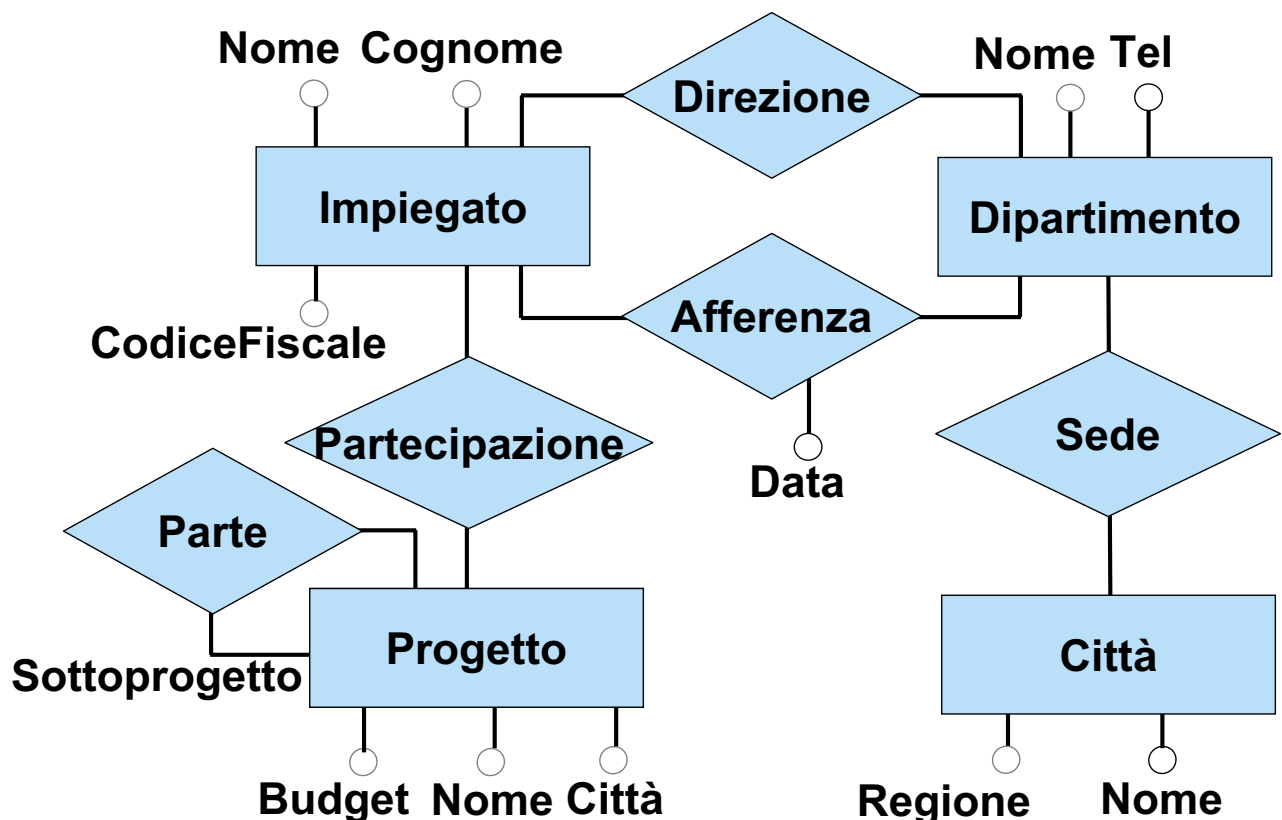 Nome Cognome
Nome Tel
Direzione
Impiegato
Dipartimento
Afferenza
CodiceFiscale
Partecipazione
Sede
Data
Parte
Progetto
Città
Sottoprogetto
Budget Nome Città
Regione Nome